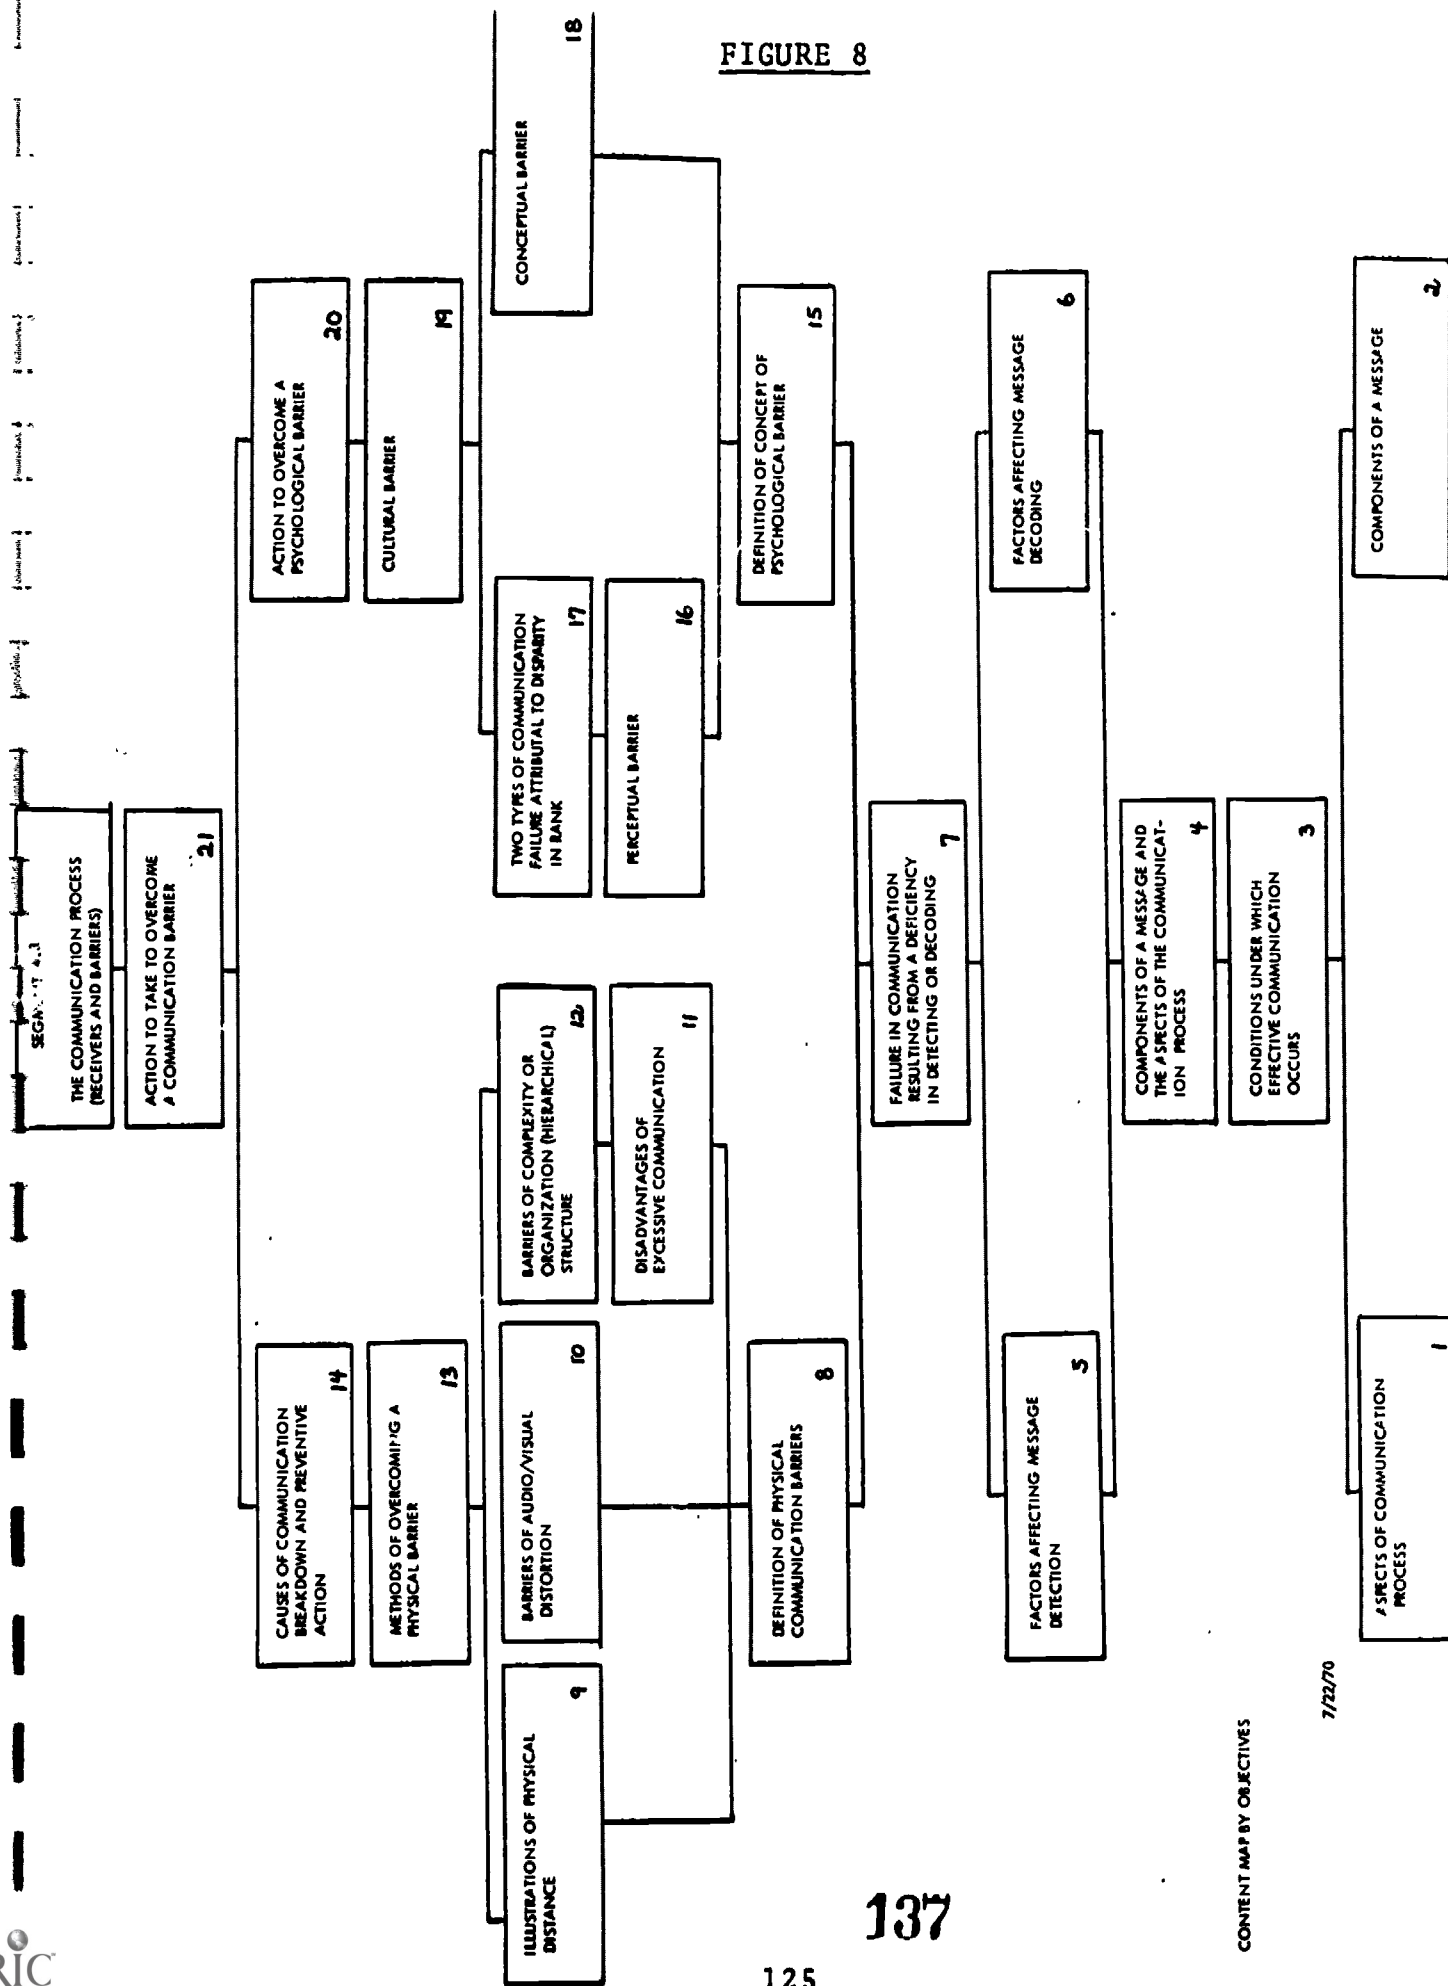 FIGURE 8
THE COMMUNICATION PROCESS
(RECEIVERS AND BARRIERS)
ACTION TO TAKE TO OVERCOME
A COMMUNICATION BARRIER
21
CAUSES OF COMMUNICATION
BREAKDOWN AND PREVENTIVE
ACTION
14
ACTION TO OVERCOME A
PSYCHOLOGICAL BARRIER
20
METHODS OF OVERCOMING A
PHYSICAL BARRIER
13
CULTURAL BARRIER
19
ILLUSTRATIONS OF PHYSICAL
DISTANCE
9
BARRIERS OF AUDIO/VISUAL
DISTORTION
10
BARRIERS OF COMPLEXITY OR
ORGANIZATION (HIERARCHICAL)
STRUCTURE
12
TWO TYPES OF COMMUNICATION
FAILURE ATTRIBUTAL TO DISPARITY
IN RANK
17
CONCEPTUAL BARRIER
18
DISADVANTAGES OF
EXCESSIVE COMMUNICATION
11
PERCEPTUAL BARRIER
16
DEFINITION OF PHYSICAL
COMMUNICATION BARRIERS
8
DEFINITION OF CONCEPT OF
PSYCHOLOGICAL BARRIER
15
FAILURE IN COMMUNICATION
RESULTING FROM A DEFICIENCY
IN DETECTING OR DECODING
7
FACTORS AFFECTING MESSAGE
DETECTION
5
FACTORS AFFECTING MESSAGE
DECODING
6
COMPONENTS OF A MESSAGE AND
THE ASPECTS OF THE COMMUNICAT-
ION PROCESS
4
CONDITIONS UNDER WHICH
EFFECTIVE COMMUNICATION
OCCURS
3
ASPECTS OF COMMUNICATION
PROCESS
1
COMPONENTS OF A MESSAGE
2
CONTENT MAP BY OBJECTIVES
7/22/70
137
125
RIC